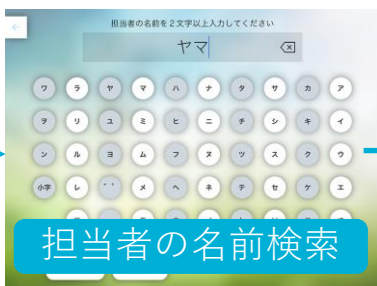 担当者の名前を2文字以上入力してください
ヤマ
ワ ラ ヤ マ ハ ナ タ サ カ ア
ヲ リ ユ ミ ヒ ニ チ シ キ イ
ン ル ヨ ム フ ヌ ツ ス ク ウ
小字 レ ゛゜ メ ヘ ネ テ セ ケ エ
担当者の名前検索